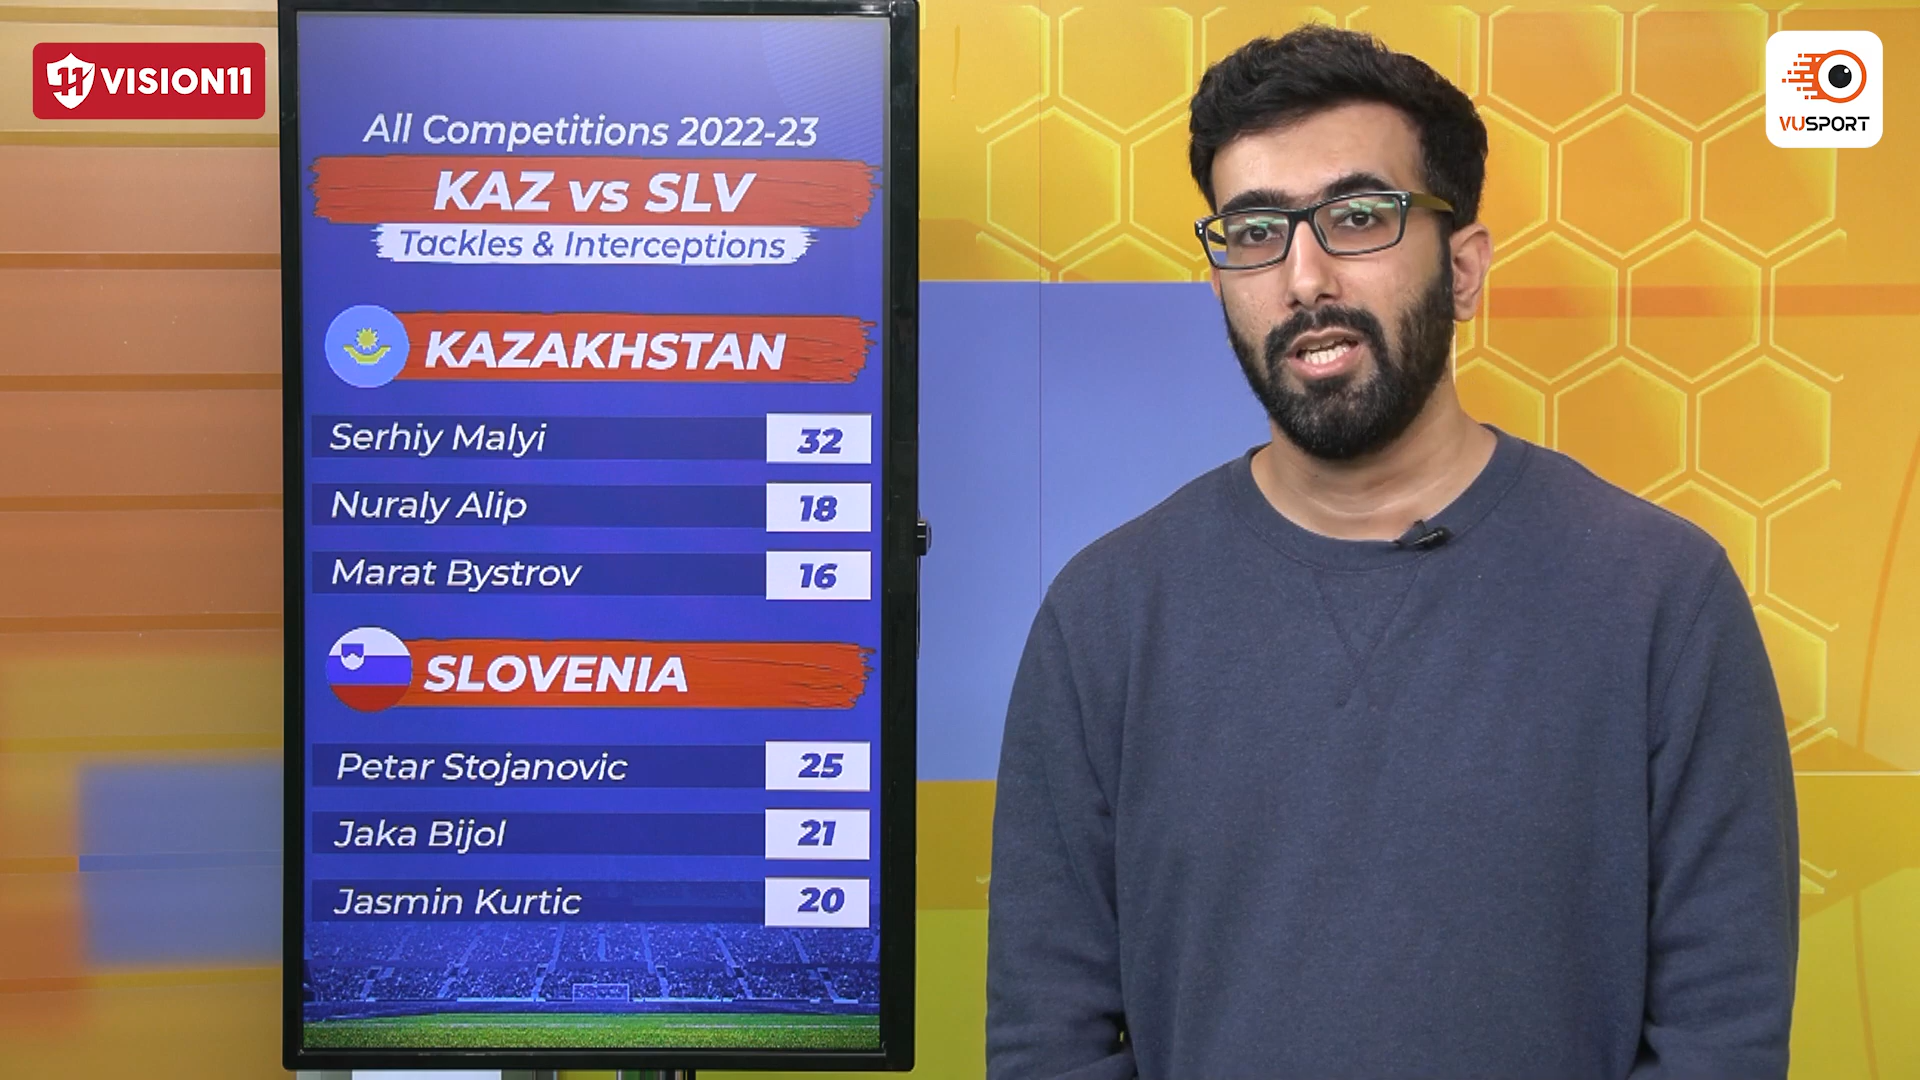 VISION11
All Competitions 2022-23
KAZ vs SLV
Tackles & Interceptions
KAZAKHSTAN
Serhiy Malyi 32
Nuraly Alip 18
Marat Bystrov 16
SLOVENIA
Petar Stojanovic 25
Jaka Bijol 21
Jasmin Kurtic 20
VUSPORT